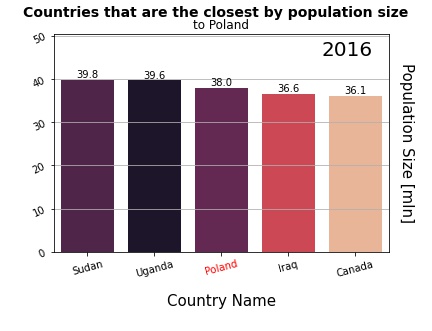 Countries that are the closest by population size
to Poland
2016
50
40
30
20
10
0
39.8
39.6
38.0
36.6
36.1
Population Size [mln]
Sudan
Uganda
Poland
Iraq
Canada
Country Name